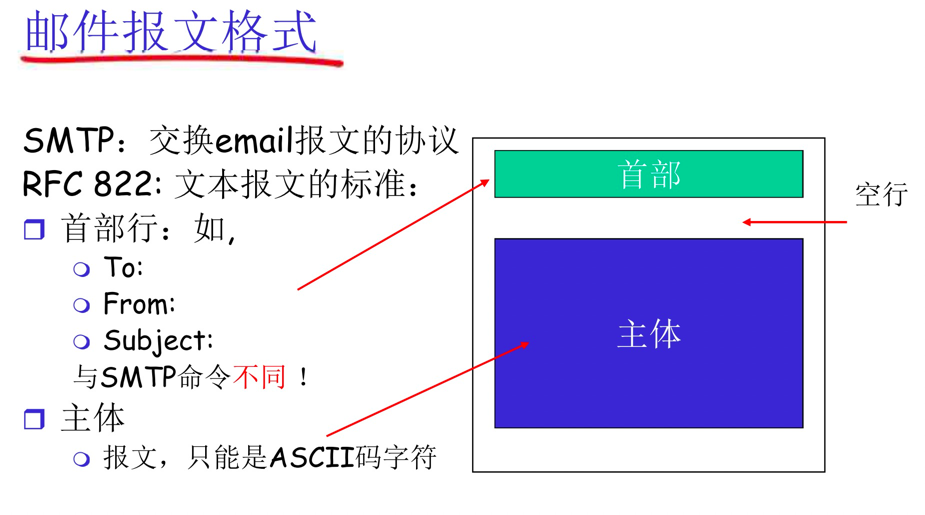 邮件报文格式
SMTP：交换email报文的协议
RFC 822: 文本报文的标准：
首部行：如,
To:
From:
Subject:
与SMTP命令不同！
主体
报文，只能是ASCII码字符
首部
空行
主体